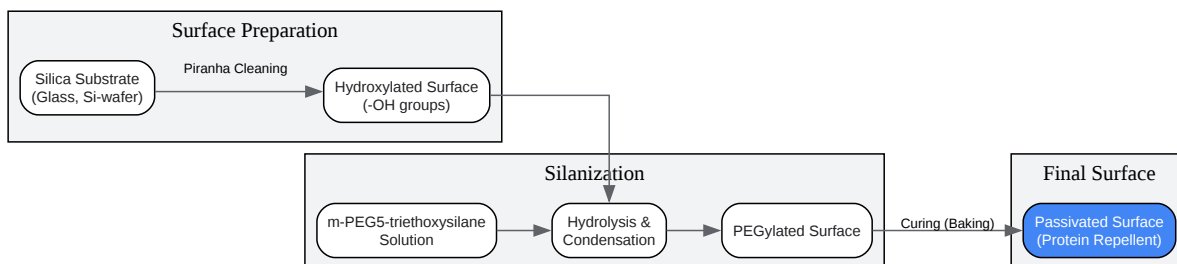 Surface Preparation
Silica Substrate
(Glass, Si-wafer)
Piranha Cleaning
Hydroxylated Surface
(-OH groups)
Silanization
m-PEG5-triethoxysilane
Solution
Hydrolysis &
Condensation
PEGylated Surface
Curing (Baking)
Final Surface
Passivated Surface
(Protein Repellent)